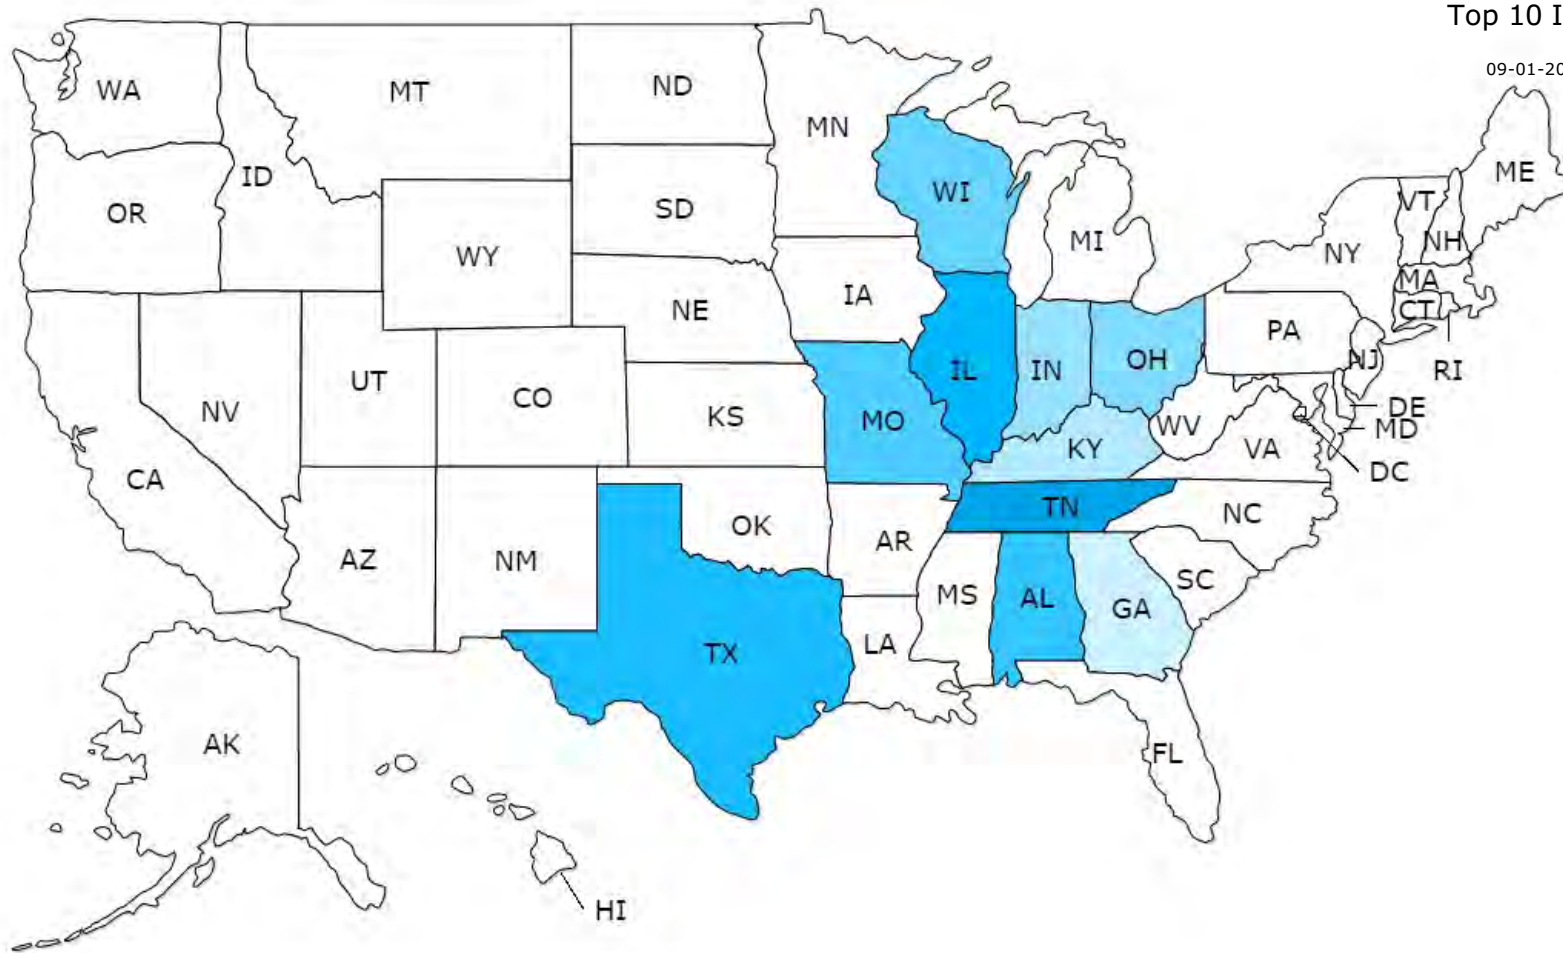 Top 10 I
09-01-20
WA
MT
ND
MN
ME
OR
ID
SD
WI
VT
NH
NY
MI
WY
MA
IA
NE
CT
PA
NJ
RI
UT
CO
NV
KS
MO
IL
IN
OH
DE
MD
WV
VA
DC
KY
CA
TN
NC
OK
AR
AZ
NM
MS
AL
GA
SC
LA
TX
AK
FL
HI